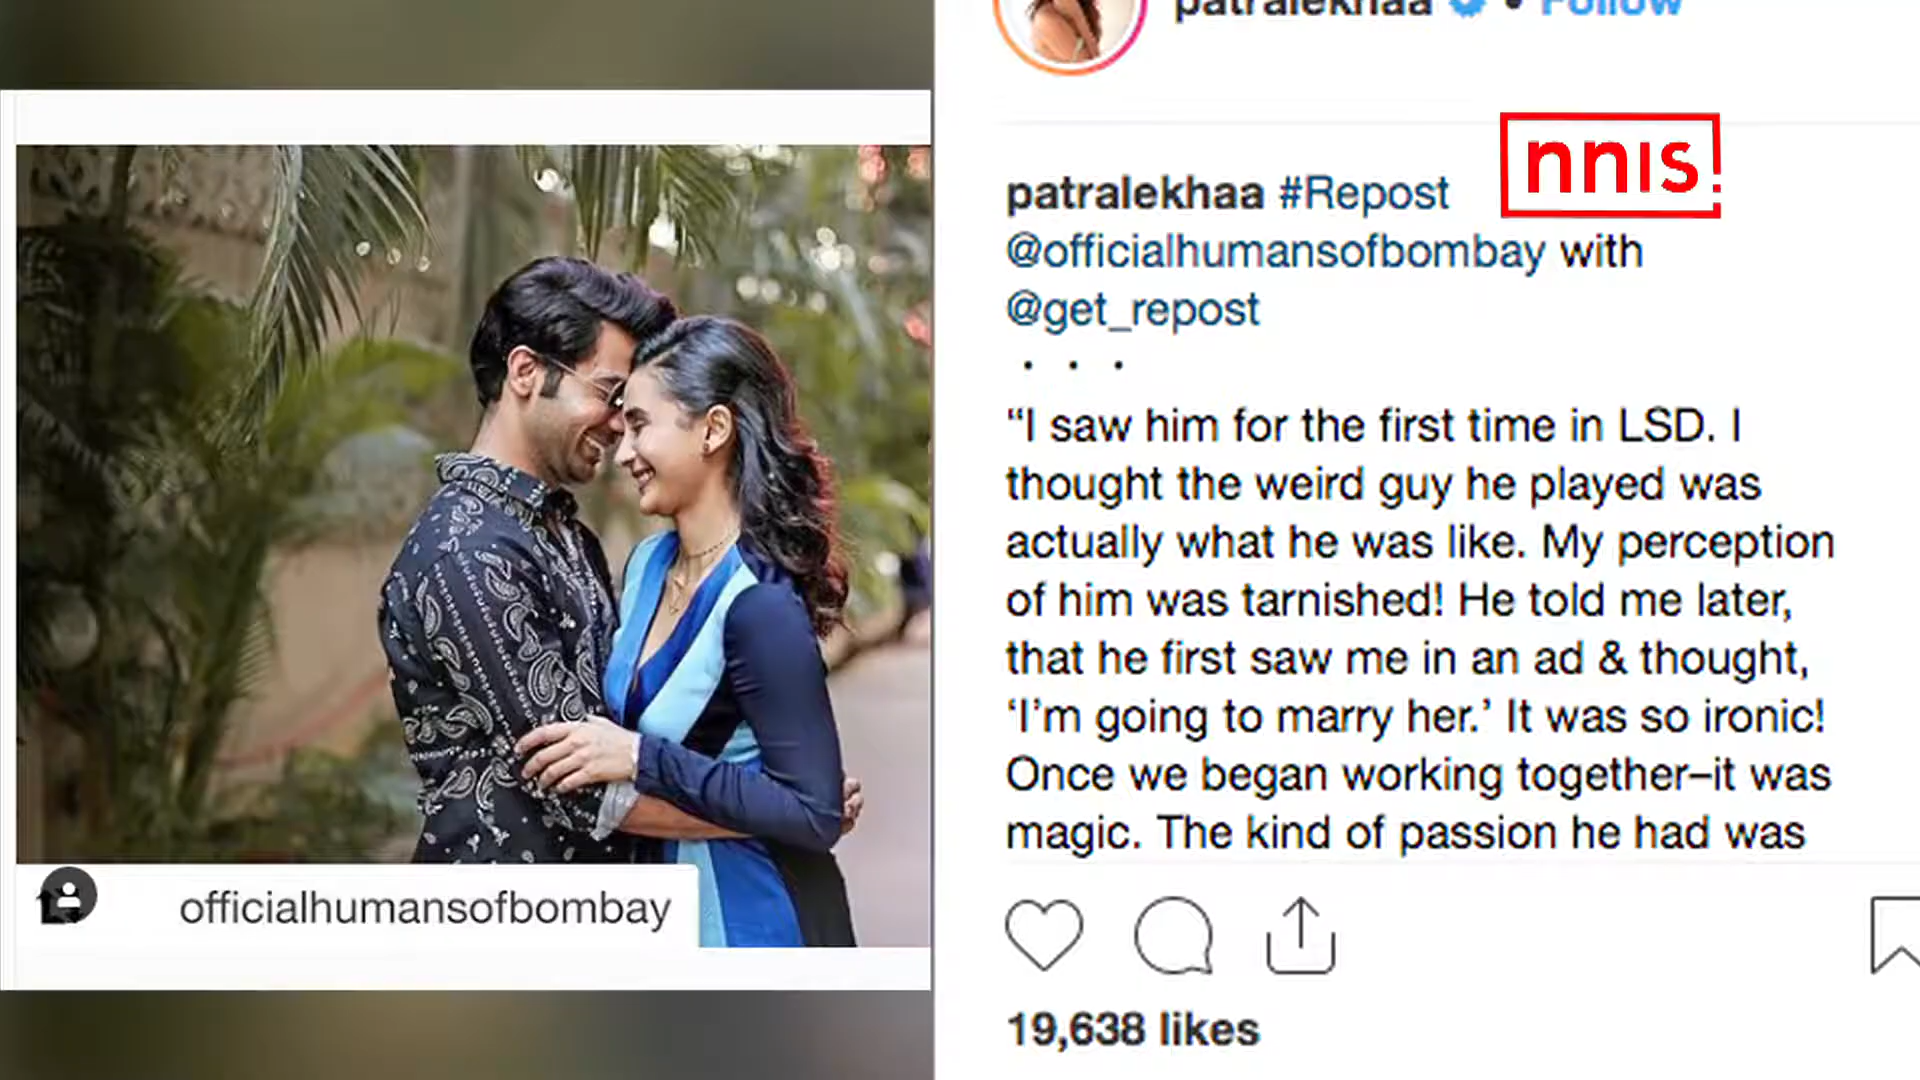 patralekhaa • Follow
nnis!
patralekhaa #Repost
@officialhumansofbombay with
@get_repost
· · ·
“I saw him for the first time in LSD. I
thought the weird guy he played was
actually what he was like. My perception
of him was tarnished! He told me later,
that he first saw me in an ad & thought,
‘I’m going to marry her.’ It was so ironic!
Once we began working together–it was
magic. The kind of passion he had was
officialhumansofbombay
19,638 likes